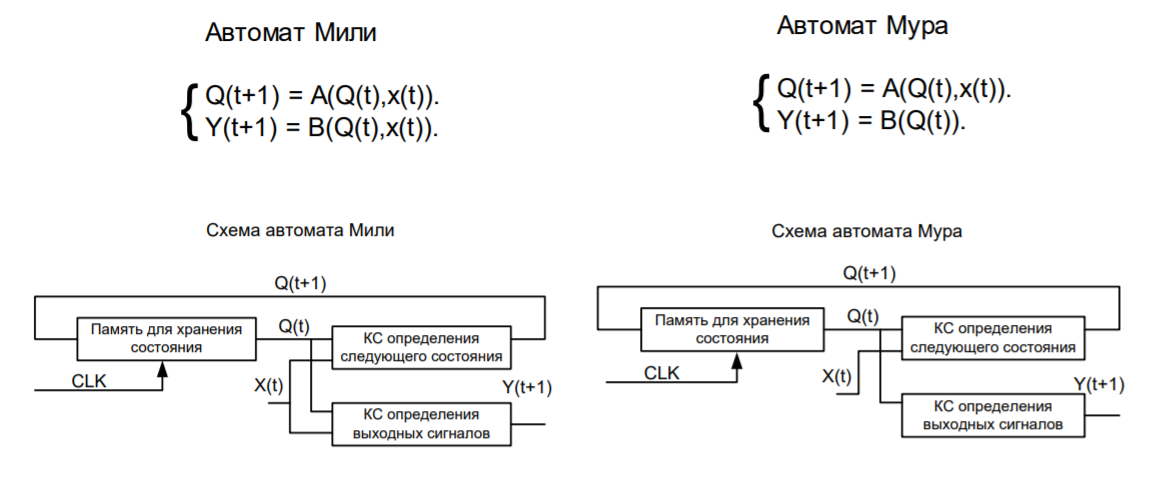 Автомат Мили
Q(t+1) = A(Q(t),x(t)).
Y(t+1) = B(Q(t),x(t)).
Схема автомата Мили
Q(t+1)
Память для хранения
состояния
Q(t)
КС определения
следующего состояния
CLK
X(t)
Y(t+1)
КС определения
выходных сигналов
Автомат Мура
Q(t+1) = A(Q(t),x(t)).
Y(t+1) = B(Q(t)).
Схема автомата Мура
Q(t+1)
Память для хранения
состояния
Q(t)
КС определения
следующего состояния
CLK
X(t)
Y(t+1)
КС определения
выходных сигналов